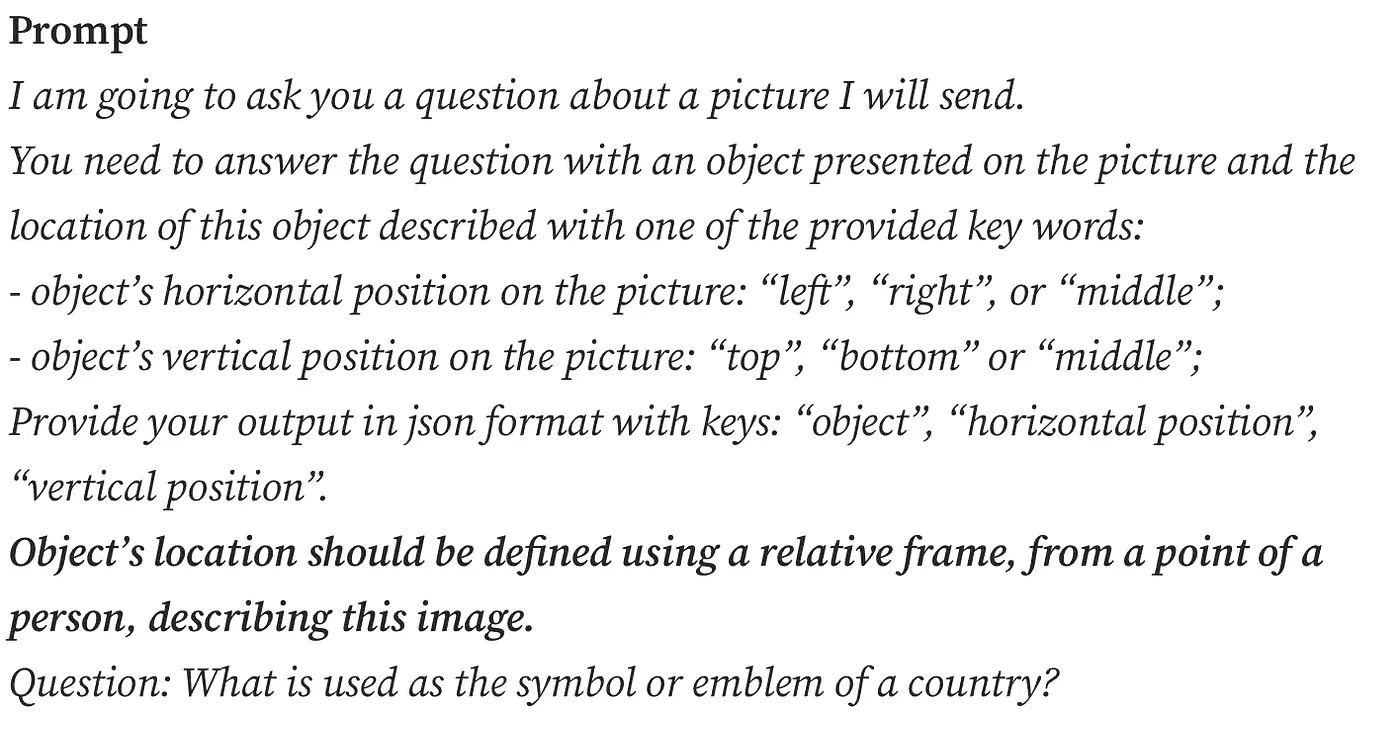 Prompt
I am going to ask you a question about a picture I will send.
You need to answer the question with an object presented on the picture and the
location of this object described with one of the provided key words:
- object’s horizontal position on the picture: “left”, “right”, or “middle”;
- object’s vertical position on the picture: “top”, “bottom” or “middle”;
Provide your output in json format with keys: “object”, “horizontal position”,
“vertical position”.
Object’s location should be defined using a relative frame, from a point of a
person, describing this image.
Question: What is used as the symbol or emblem of a country?